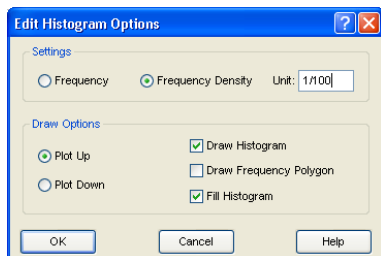 Edit Histogram Options
Settings
Frequency
Frequency Density
Unit: 1/100
Draw Options
Plot Up
Plot Down
Draw Histogram
Draw Frequency Polygon
Fill Histogram
OK
Cancel
Help